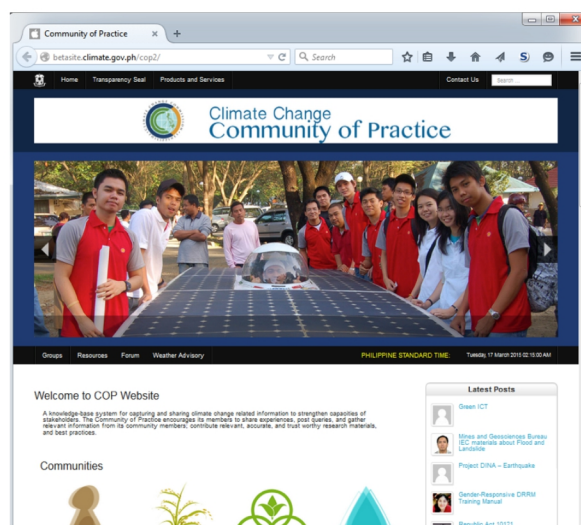 Community of Practice
betasite.climate.gov.ph/cop2/
Search
Home Transparency Seal Products and Services Contact Us Search ...
Climate Change
Community of Practice
Groups Resources Forum Weather Advisory PHILIPPINE STANDARD TIME: Tuesday, 17 March 2015 02:15:00 AM
Welcome to COP Website
A knowledge-base system for capturing and sharing climate change related information to strengthen capacities of
stakeholders. The Community of Practice encourages its members to share experiences, post queries, and gather
relevant information from its community members; contribute relevant, accurate, and trust worthy research materials,
and best practices.
Communities
Latest Posts
Green ICT
Mines and Geosciences Bureau
IEC materials about Flood and
Landslide
Project DINA – Earthquake
Gender-Responsive DRRM
Training Manual
Republic Act 10121